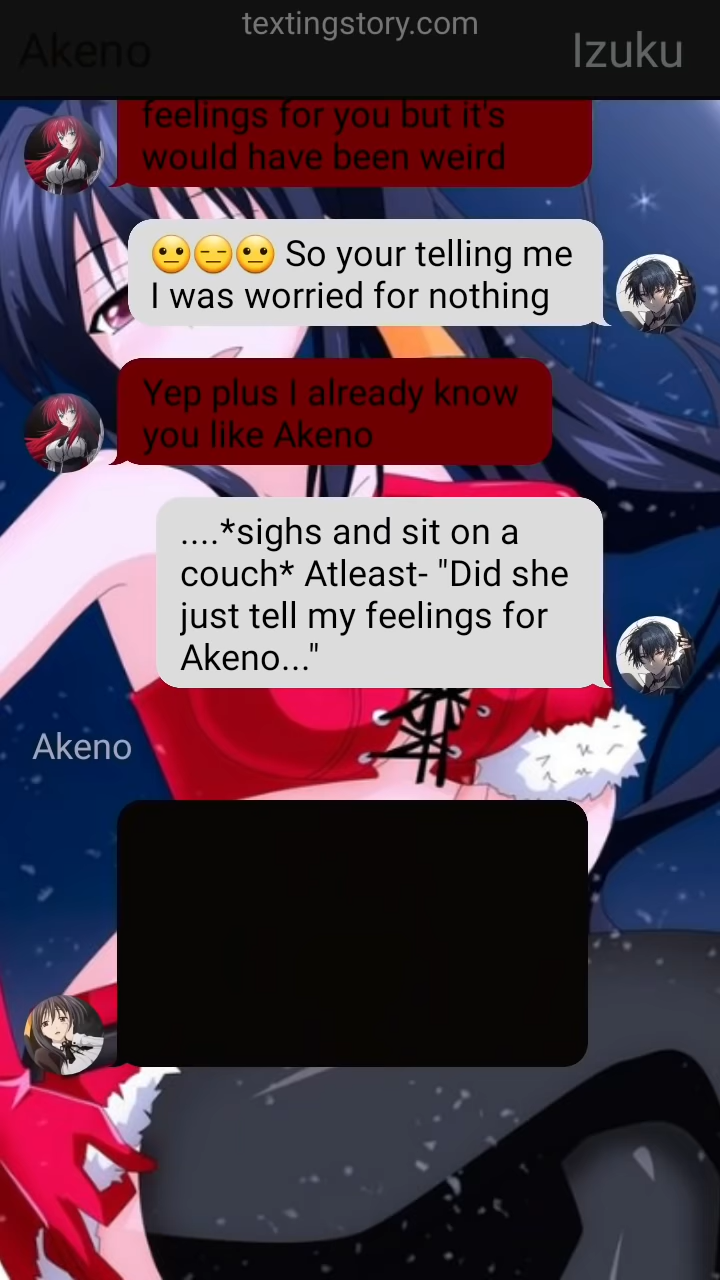 textingstory.com
Akeno
Izuku
feelings for you but it's
would have been weird
😐😑😐 So your telling me
I was worried for nothing
Yep plus I already know
you like Akeno
....*sighs and sit on a
couch* Atleast- "Did she
just tell my feelings for
Akeno..."
Akeno